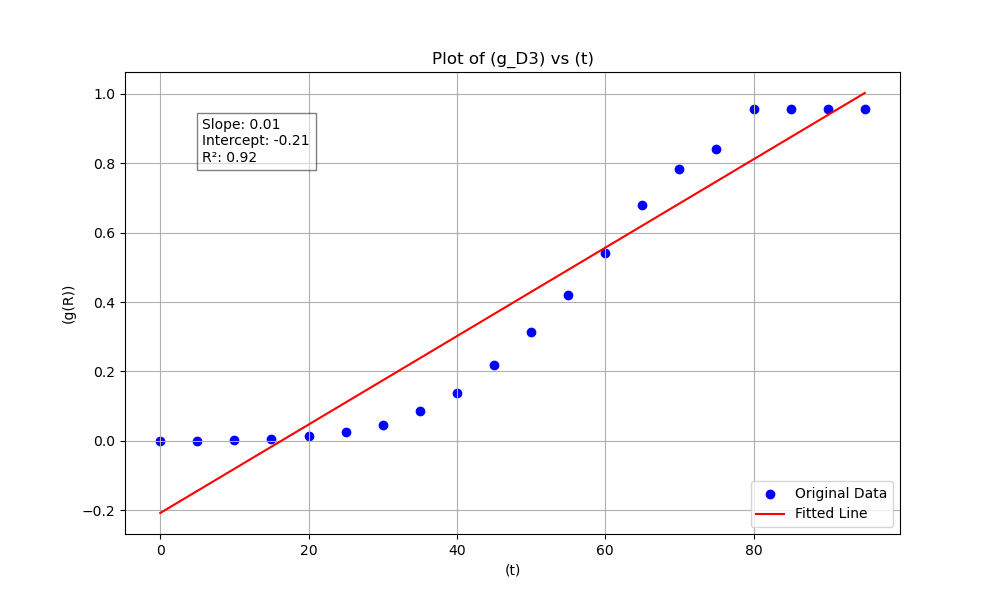 Plot of (g_D3) vs (t)
Slope: 0.01
Intercept: -0.21
R²: 0.92
1.0
0.8
0.6
0.4
0.2
0.0
−0.2
(g(R))
Original Data
Fitted Line
0 20 40 60 80
(t)